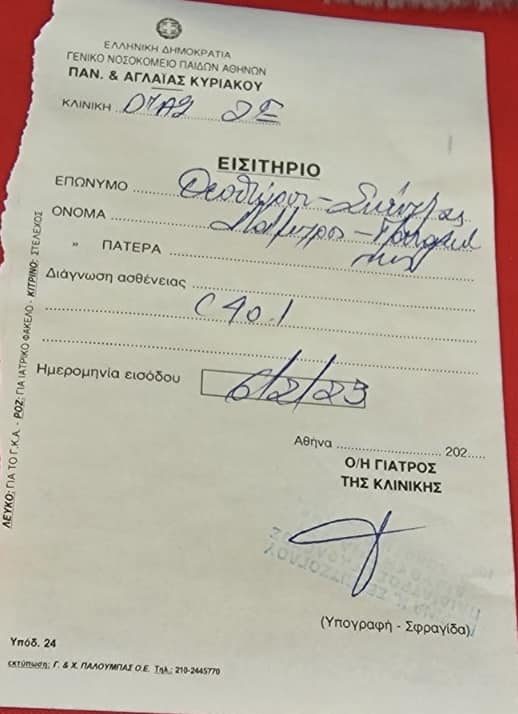 ΕΛΛΗΝΙΚΗ ΔΗΜΟΚΡΑΤΙΑ
ΓΕΝΙΚΟ ΝΟΣΟΚΟΜΕΙΟ ΠΑΙΔΩΝ ΑΘΗΝΩΝ
ΠΑΝ. & ΑΓΛΑΪΑΣ ΚΥΡΙΑΚΟΥ
ΚΛΙΝΙΚΗ
ΕΙΣΙΤΗΡΙΟ
ΕΠΩΝΥΜΟ
ΟΝΟΜΑ
» ΠΑΤΕΡΑ
Διάγνωση ασθένειας
C40.1
Ημερομηνία εισόδου 6/2/23
Αθήνα 202
Ο/Η ΓΙΑΤΡΟΣ
ΤΗΣ ΚΛΙΝΙΚΗΣ
(Υπογραφή - Σφραγίδα)
Υπόδ. 24
εκτύπωση: Γ. & Χ. ΠΑΛΟΥΜΠΑΣ Ο.Ε. Τηλ.: 210-2445770
ΛΕΥΚΟ: ΓΙΑ ΤΟ Γ.Κ.Α. - ΡΟΖ: ΓΙΑ ΙΑΤΡΙΚΟ ΦΑΚΕΛΟ - ΚΙΤΡΙΝΟ: ΣΤΕΛΕΧΟΣ